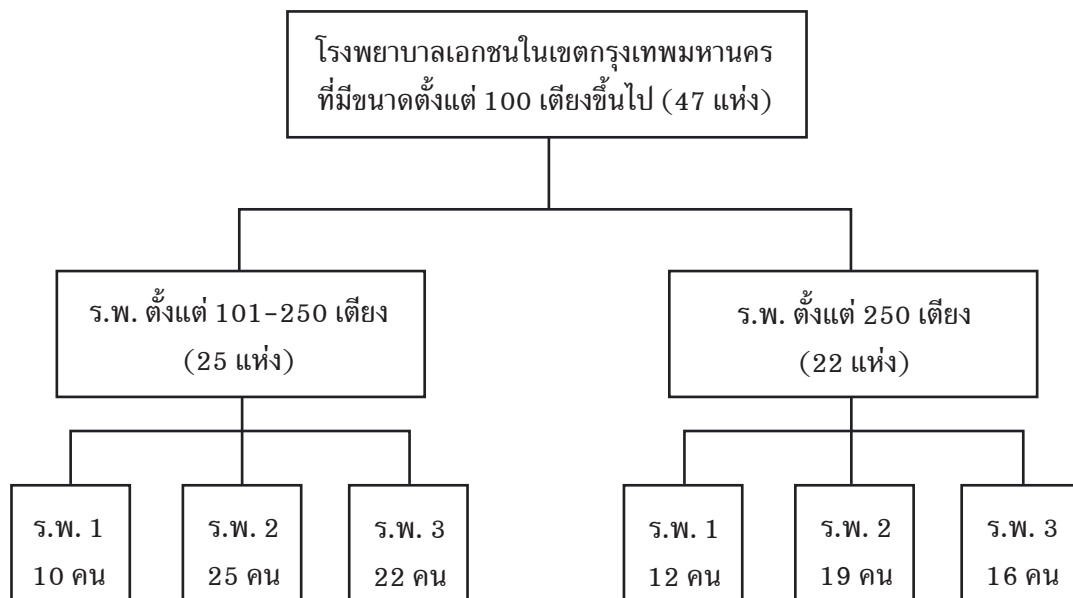 โรงพยาบาลเอกชนในเขตกรุงเทพมหานคร
ที่มีขนาดตั้งแต่ 100 เตียงขึ้นไป (47 แห่ง)
ร.พ. ตั้งแต่ 101-250 เตียง
(25 แห่ง)
ร.พ. ตั้งแต่ 250 เตียง
(22 แห่ง)
ร.พ. 1
10 คน
ร.พ. 2
25 คน
ร.พ. 3
22 คน
ร.พ. 1
12 คน
ร.พ. 2
19 คน
ร.พ. 3
16 คน